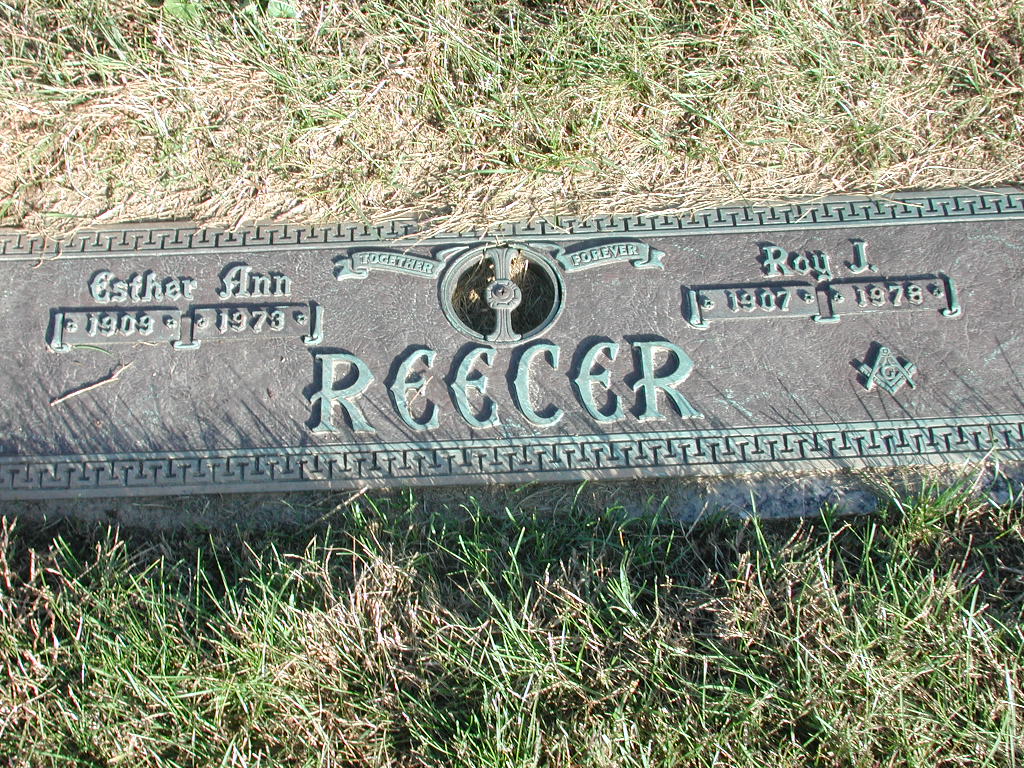 TOGETHER FOREVER
Esther Ann
1909 1973
Roy J.
1907 1978
REECER
G